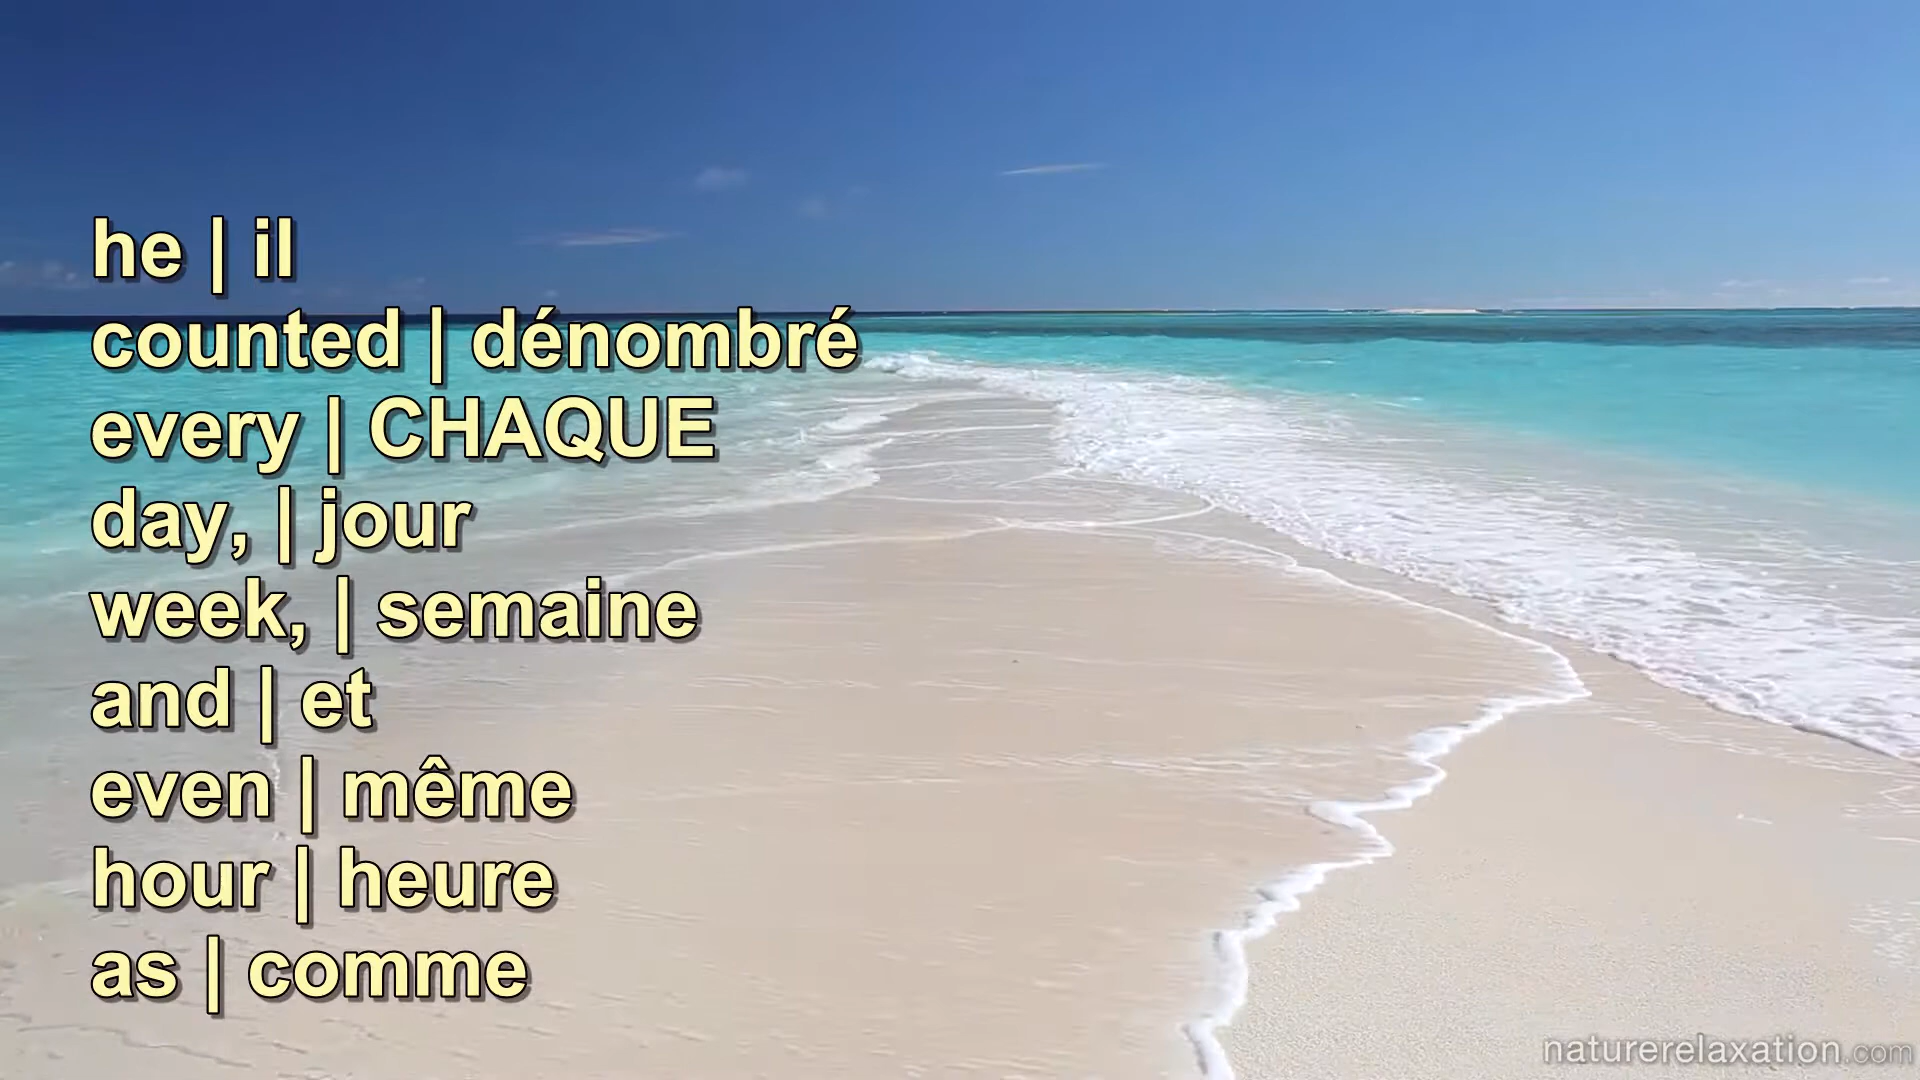 he | il
counted | dénombré
every | CHAQUE
day, | jour
week, | semaine
and | et
even | même
hour | heure
as | comme
naturerelaxation.com